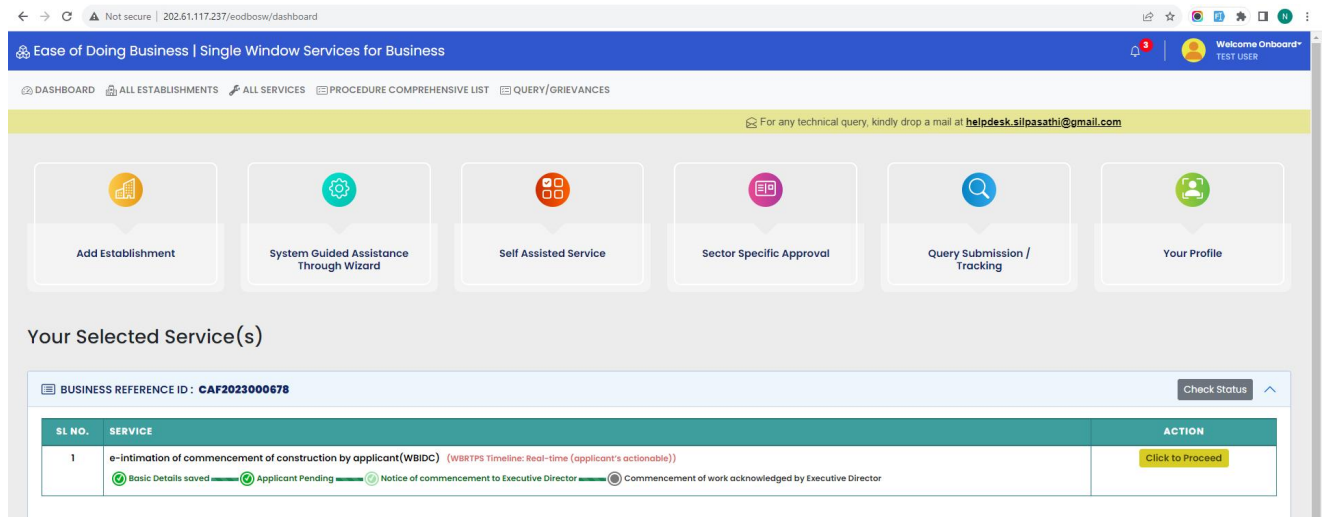 Not secure | 202.61.117.237/eodbosw/dashboard
N
Ease of Doing Business | Single Window Services for Business
3
Welcome Onboard
TEST USER
DASHBOARD ALL ESTABLISHMENTS ALL SERVICES PROCEDURE COMPREHENSIVE LIST QUERY/GRIEVANCES
For any technical query, kindly drop a mail at helpdesk.silpasathi@gmail.com
Add Establishment
System Guided Assistance
Through Wizard
Self Assisted Service
Sector Specific Approval
Query Submission /
Tracking
Your Profile
Your Selected Service(s)
BUSINESS REFERENCE ID : CAF2023000678
Check Status
SL NO. SERVICE ACTION
1 e-intimation of commencement of construction by applicant(WBIDC) (WBRTPS Timeline: Real-time (applicant's actionable)) Click to Proceed
Basic Details saved Applicant Pending Notice of commencement to Executive Director Commencement of work acknowledged by Executive Director